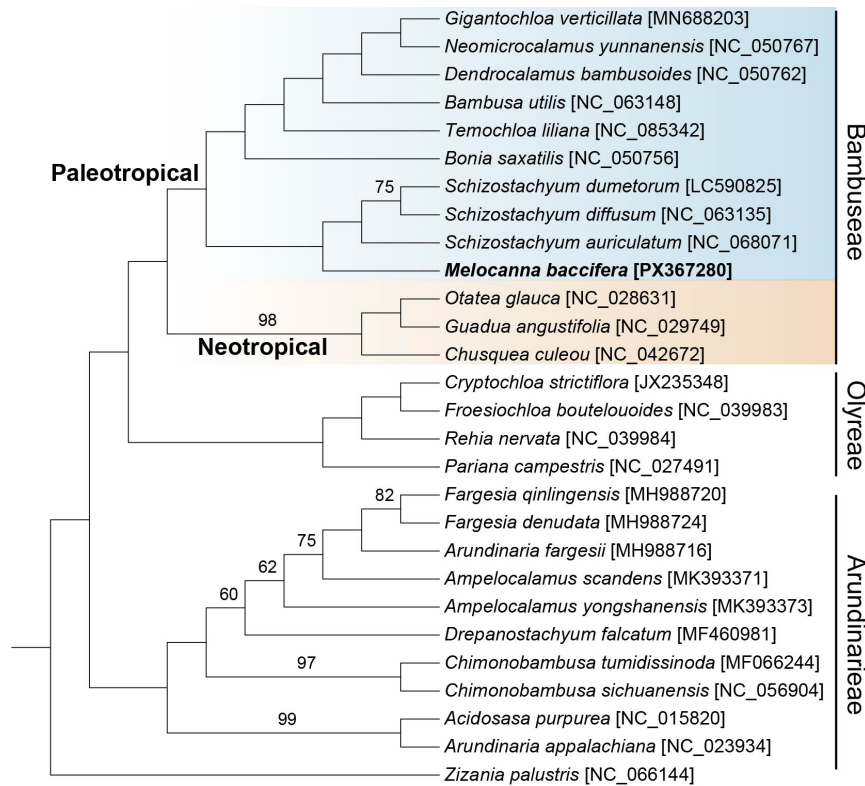 Gigantochloa verticillata [MN688203]
Neomicrocalamus yunnanensis [NC_050767]
Dendrocalamus bambusoides [NC_050762]
Bambusa utilis [NC_063148]
Temochloa liliana [NC_085342]
Bonia saxatilis [NC_050756]
Paleotropical
75
Schizostachyum dumetorum [LC590825]
Schizostachyum diffusum [NC_063135]
Schizostachyum auriculatum [NC_068071]
Melocanna baccifera [PX367280]
Bambuseae
Otatea glauca [NC_028631]
98
Guadua angustifolia [NC_029749]
Neotropical
Chusquea culeou [NC_042672]
Cryptochloa strictiflora [JX235348]
Froesiochloa boutelouoides [NC_039983]
Rehia nervata [NC_039984]
Pariana campestris [NC_027491]
Olyreae
82
Fargesia qinlingensis [MH988720]
Fargesia denudata [MH988724]
75
Arundinaria fargesii [MH988716]
62
Ampelocalamus scandens [MK393371]
60
Ampelocalamus yongshanensis [MK393373]
Drepanostachyum falcatum [MF460981]
97
Chimonobambusa tumidissinoda [MF066244]
Chimonobambusa sichuanensis [NC_056904]
99
Acidosasa purpurea [NC_015820]
Arundinaria appalachiana [NC_023934]
Arundinarieae
Zizania palustris [NC_066144]